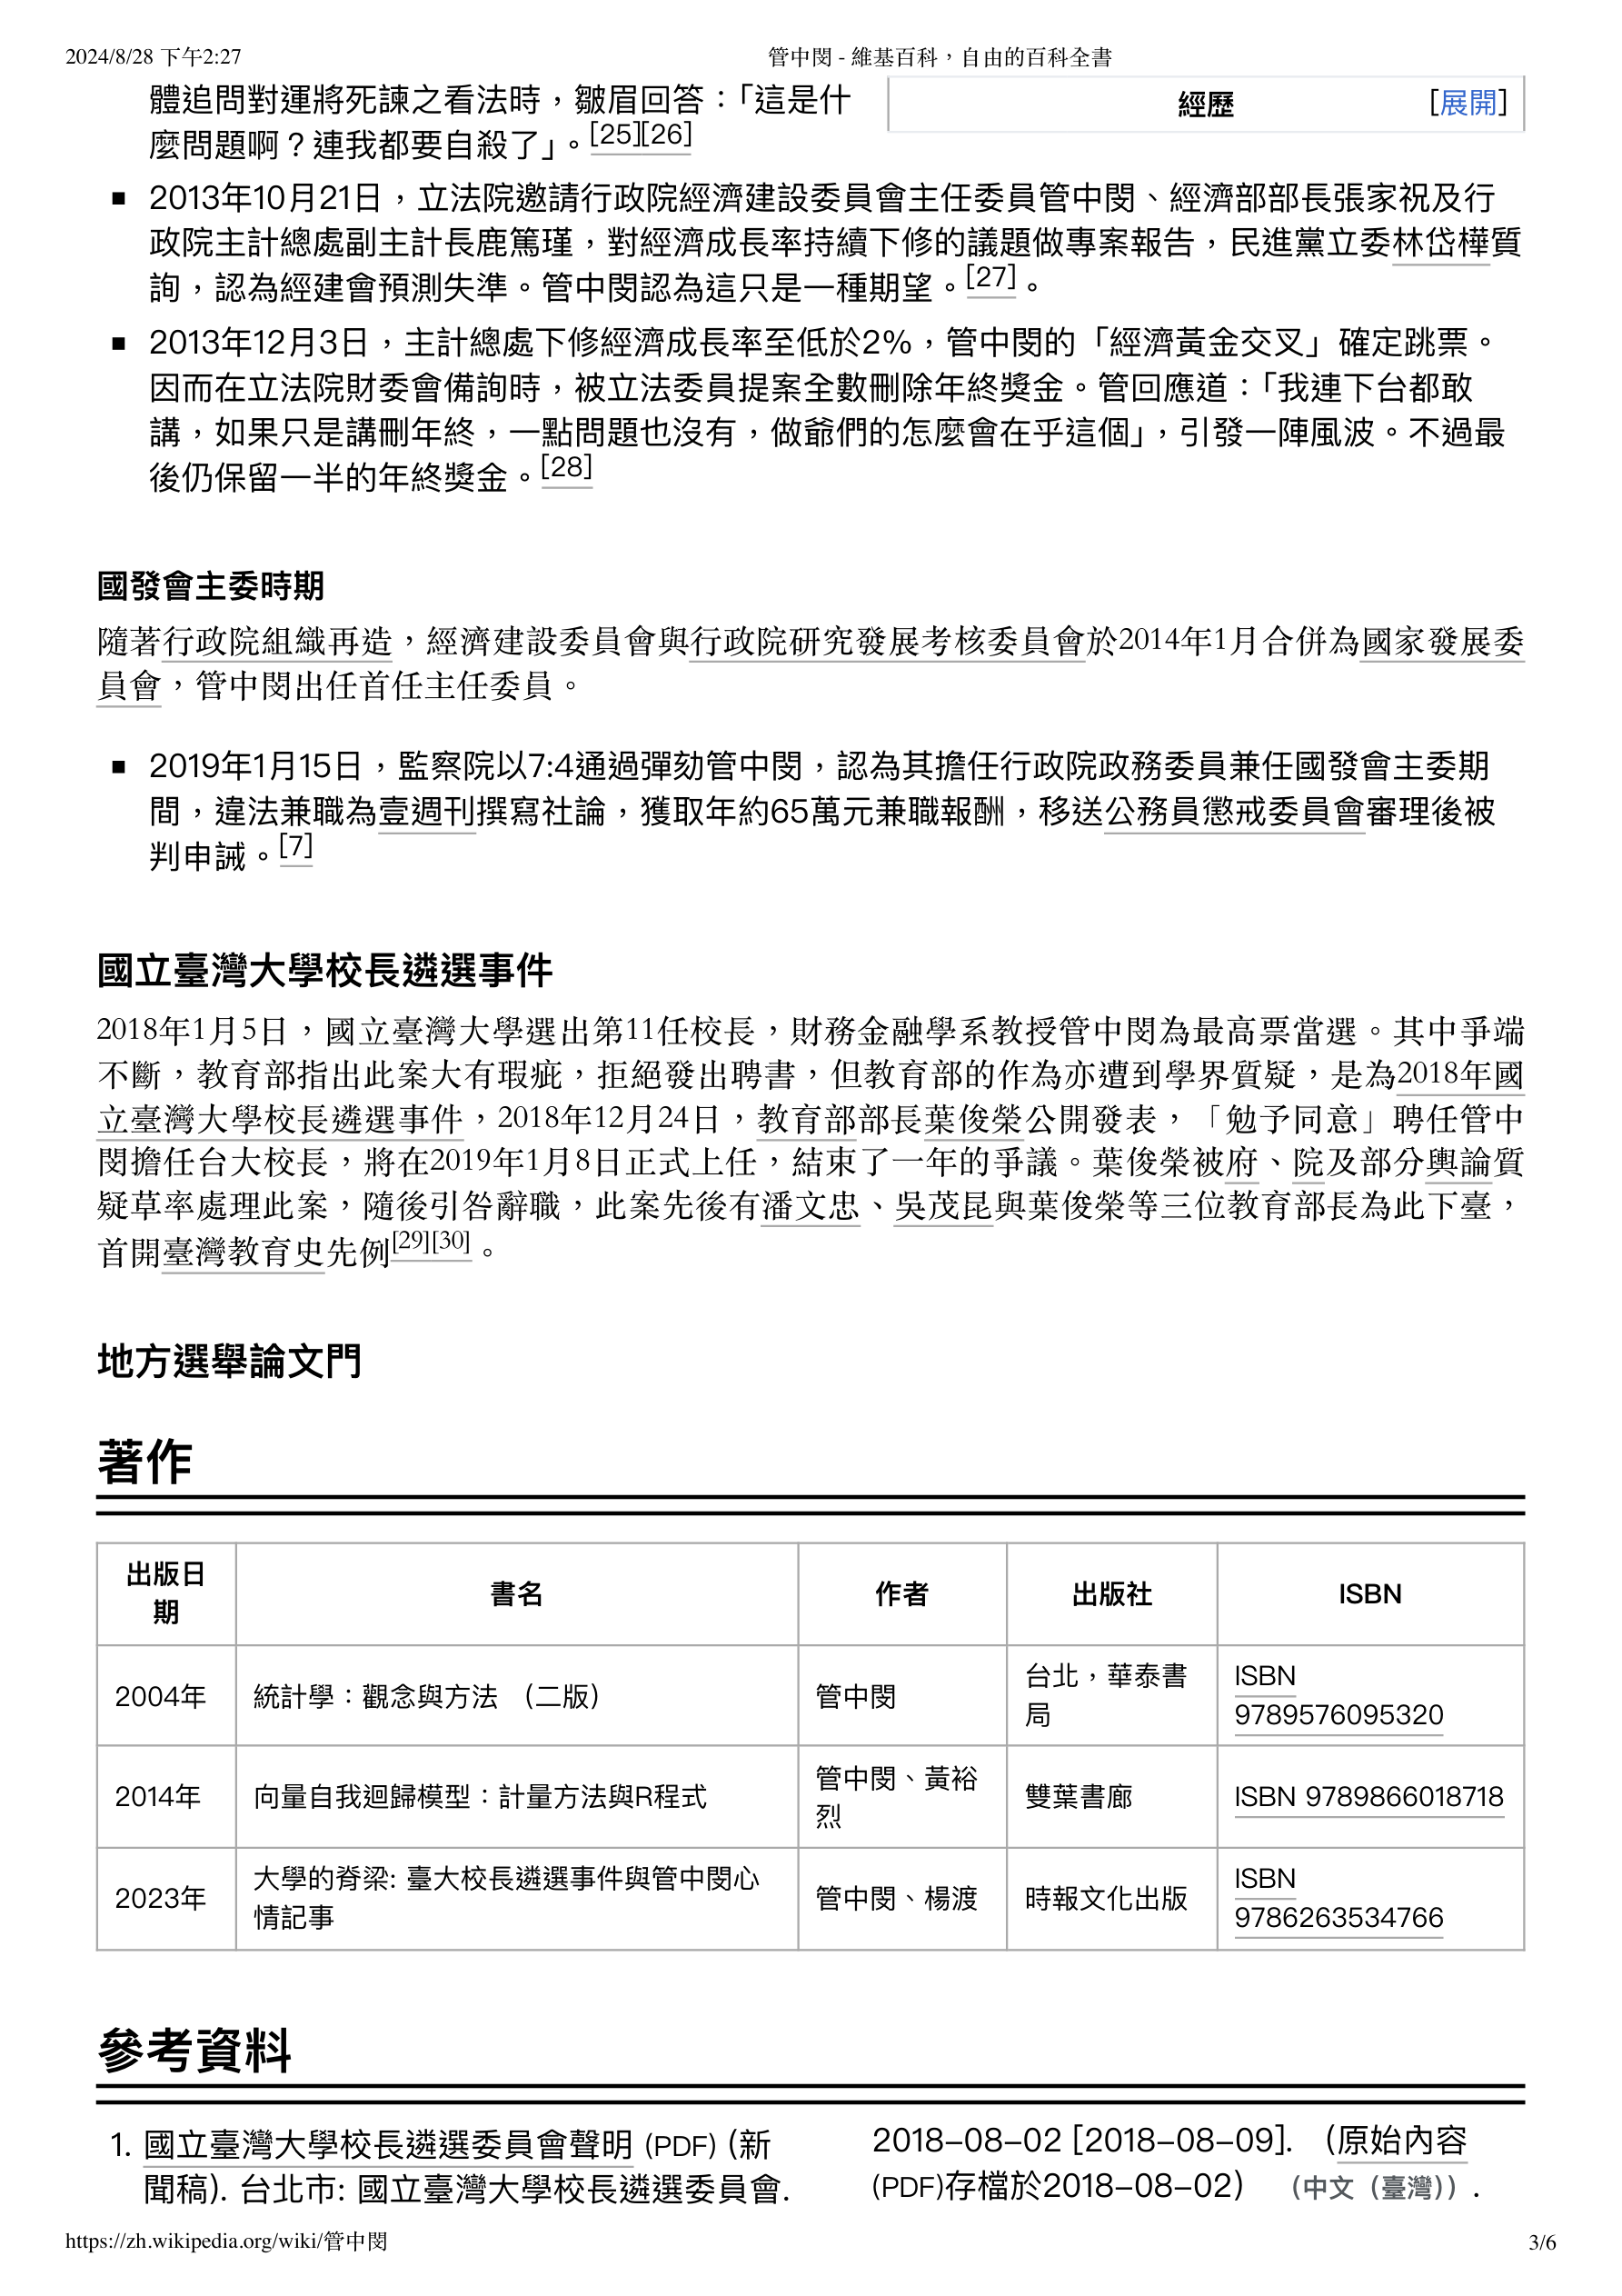 2024/8/28 下午2:27
管中閔 - 維基百科，自由的百科全書
體追問對運將死諫之看法時，皺眉回答：「這是什
麼問題啊？連我都要自殺了」。[25][26]
經歷 [展開]
▪ 2013年10月21日，立法院邀請行政院經濟建設委員會主任委員管中閔、經濟部部長張家祝及行
政院主計總處副主計長鹿篤瑾，對經濟成長率持續下修的議題做專案報告，民進黨立委林岱樺質
詢，認為經建會預測失準。管中閔認為這只是一種期望。[27]。
▪ 2013年12月3日，主計總處下修經濟成長率至低於2%，管中閔的「經濟黃金交叉」確定跳票。
因而在立法院財委會備詢時，被立法委員提案全數刪除年終獎金。管回應道：「我連下台都敢
講，如果只是講刪年終，一點問題也沒有，做爺們的怎麼會在乎這個」，引發一陣風波。不過最
後仍保留一半的年終獎金。[28]
國發會主委時期
隨著行政院組織再造，經濟建設委員會與行政院研究發展考核委員會於2014年1月合併為國家發展委
員會，管中閔出任首任主任委員。
▪ 2019年1月15日，監察院以7:4通過彈劾管中閔，認為其擔任行政院政務委員兼任國發會主委期
間，違法兼職為壹週刊撰寫社論，獲取年約65萬元兼職報酬，移送公務員懲戒委員會審理後被
判申誡。[7]
國立臺灣大學校長遴選事件
2018年1月5日，國立臺灣大學選出第11任校長，財務金融學系教授管中閔為最高票當選。其中爭端
不斷，教育部指出此案大有瑕疵，拒絕發出聘書，但教育部的作為亦遭到學界質疑，是為2018年國
立臺灣大學校長遴選事件，2018年12月24日，教育部部長葉俊榮公開發表，「勉予同意」聘任管中
閔擔任台大校長，將在2019年1月8日正式上任，結束了一年的爭議。葉俊榮被府、院及部分輿論質
疑草率處理此案，隨後引咎辭職，此案先後有潘文忠、吳茂昆與葉俊榮等三位教育部長為此下臺，
首開臺灣教育史先例[29][30]。
地方選舉論文門
著作
出版日期 書名 作者 出版社 ISBN
2004年 統計學：觀念與方法 （二版） 管中閔 台北，華泰書局 ISBN 9789576095320
2014年 向量自我迴歸模型：計量方法與R程式 管中閔、黃裕烈 雙葉書廊 ISBN 9789866018718
2023年 大學的脊梁: 臺大校長遴選事件與管中閔心情記事 管中閔、楊渡 時報文化出版 ISBN 9786263534766
參考資料
1. 國立臺灣大學校長遴選委員會聲明 (PDF) (新
聞稿). 台北市: 國立臺灣大學校長遴選委員會.
2018-08-02 [2018-08-09]. （原始內容
(PDF)存檔於2018-08-02） （中文（臺灣））.
https://zh.wikipedia.org/wiki/管中閔
3/6